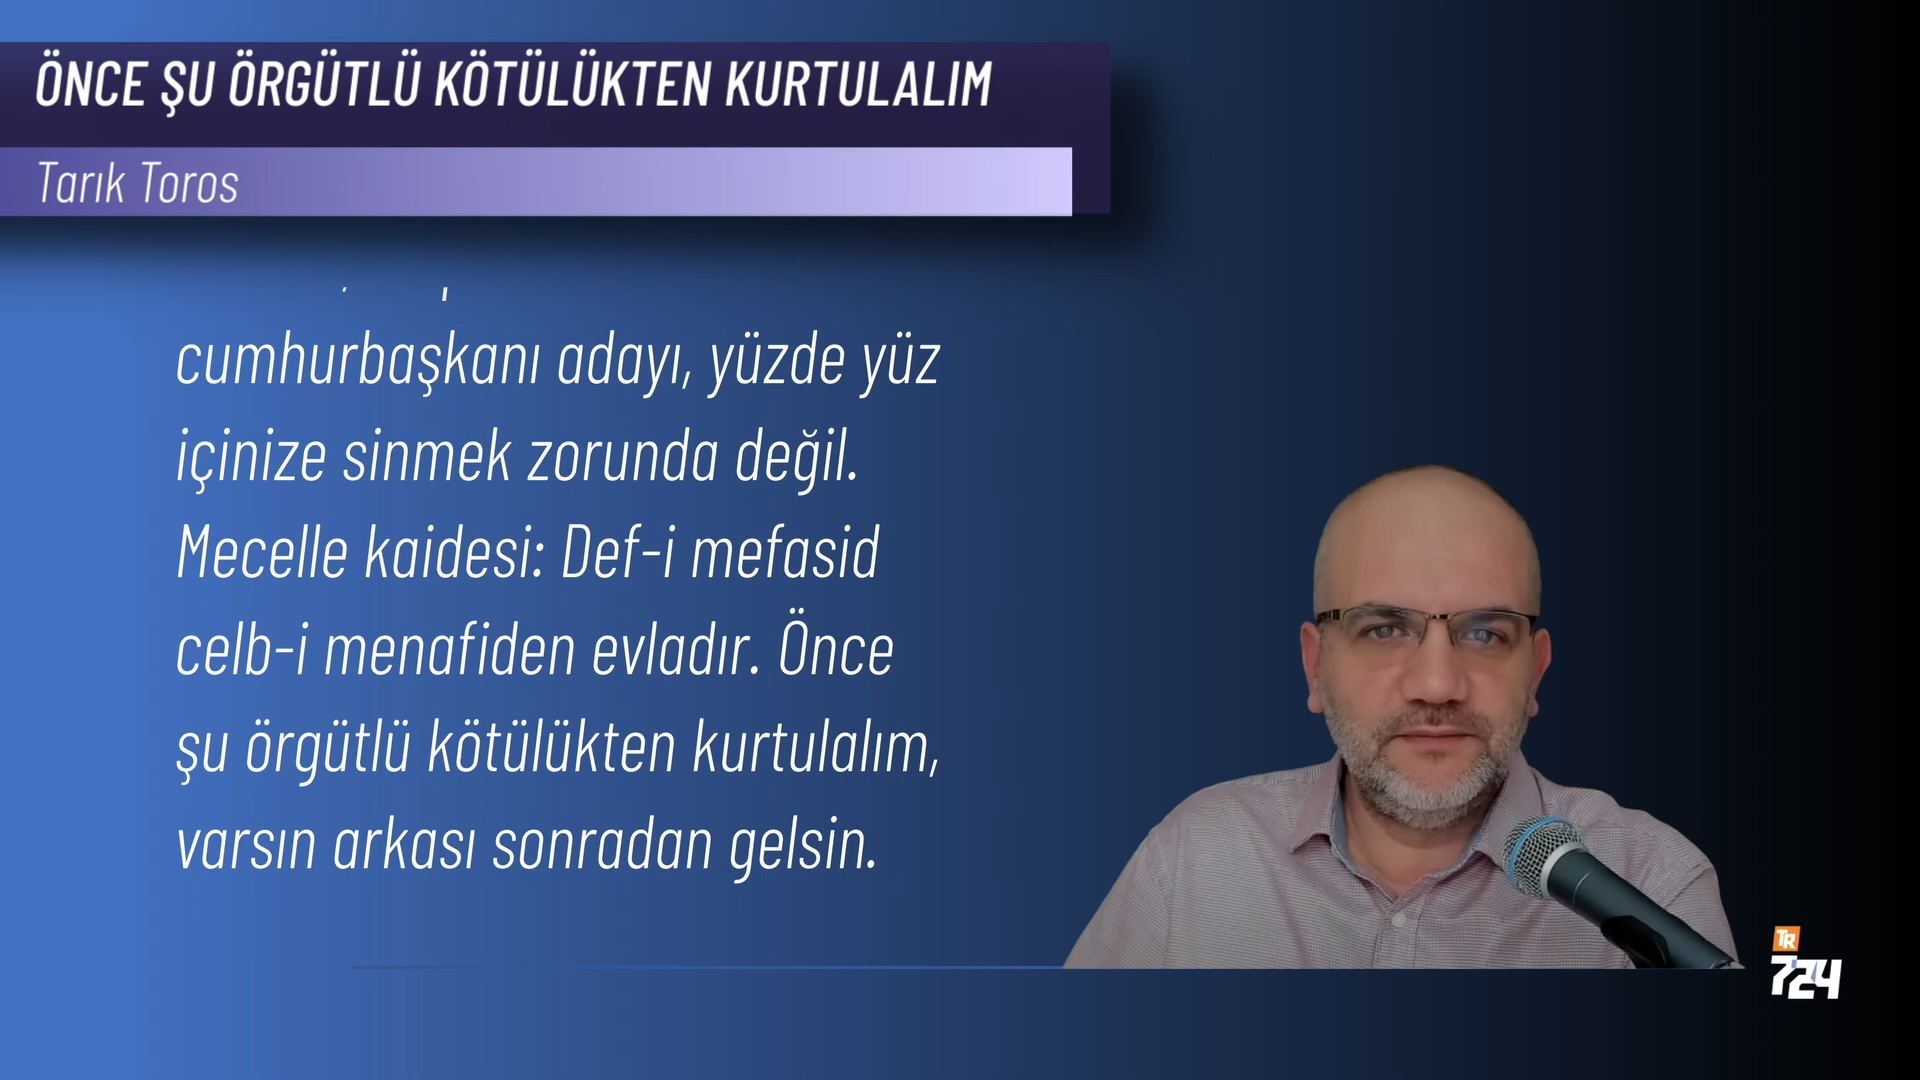 ÖNCE ŞU ÖRGÜTLÜ KÖTÜLÜKTEN KURTULALIM
Tarık Toros
cumhurbaşkanı adayı, yüzde yüz
içinize sinmek zorunda değil.
Mecelle kaidesi: Def-i mefasid
celb-i menafiden evladır. Önce
şu örgütlü kötülükten kurtulalım,
varsın arkası sonradan gelsin.
TR
724